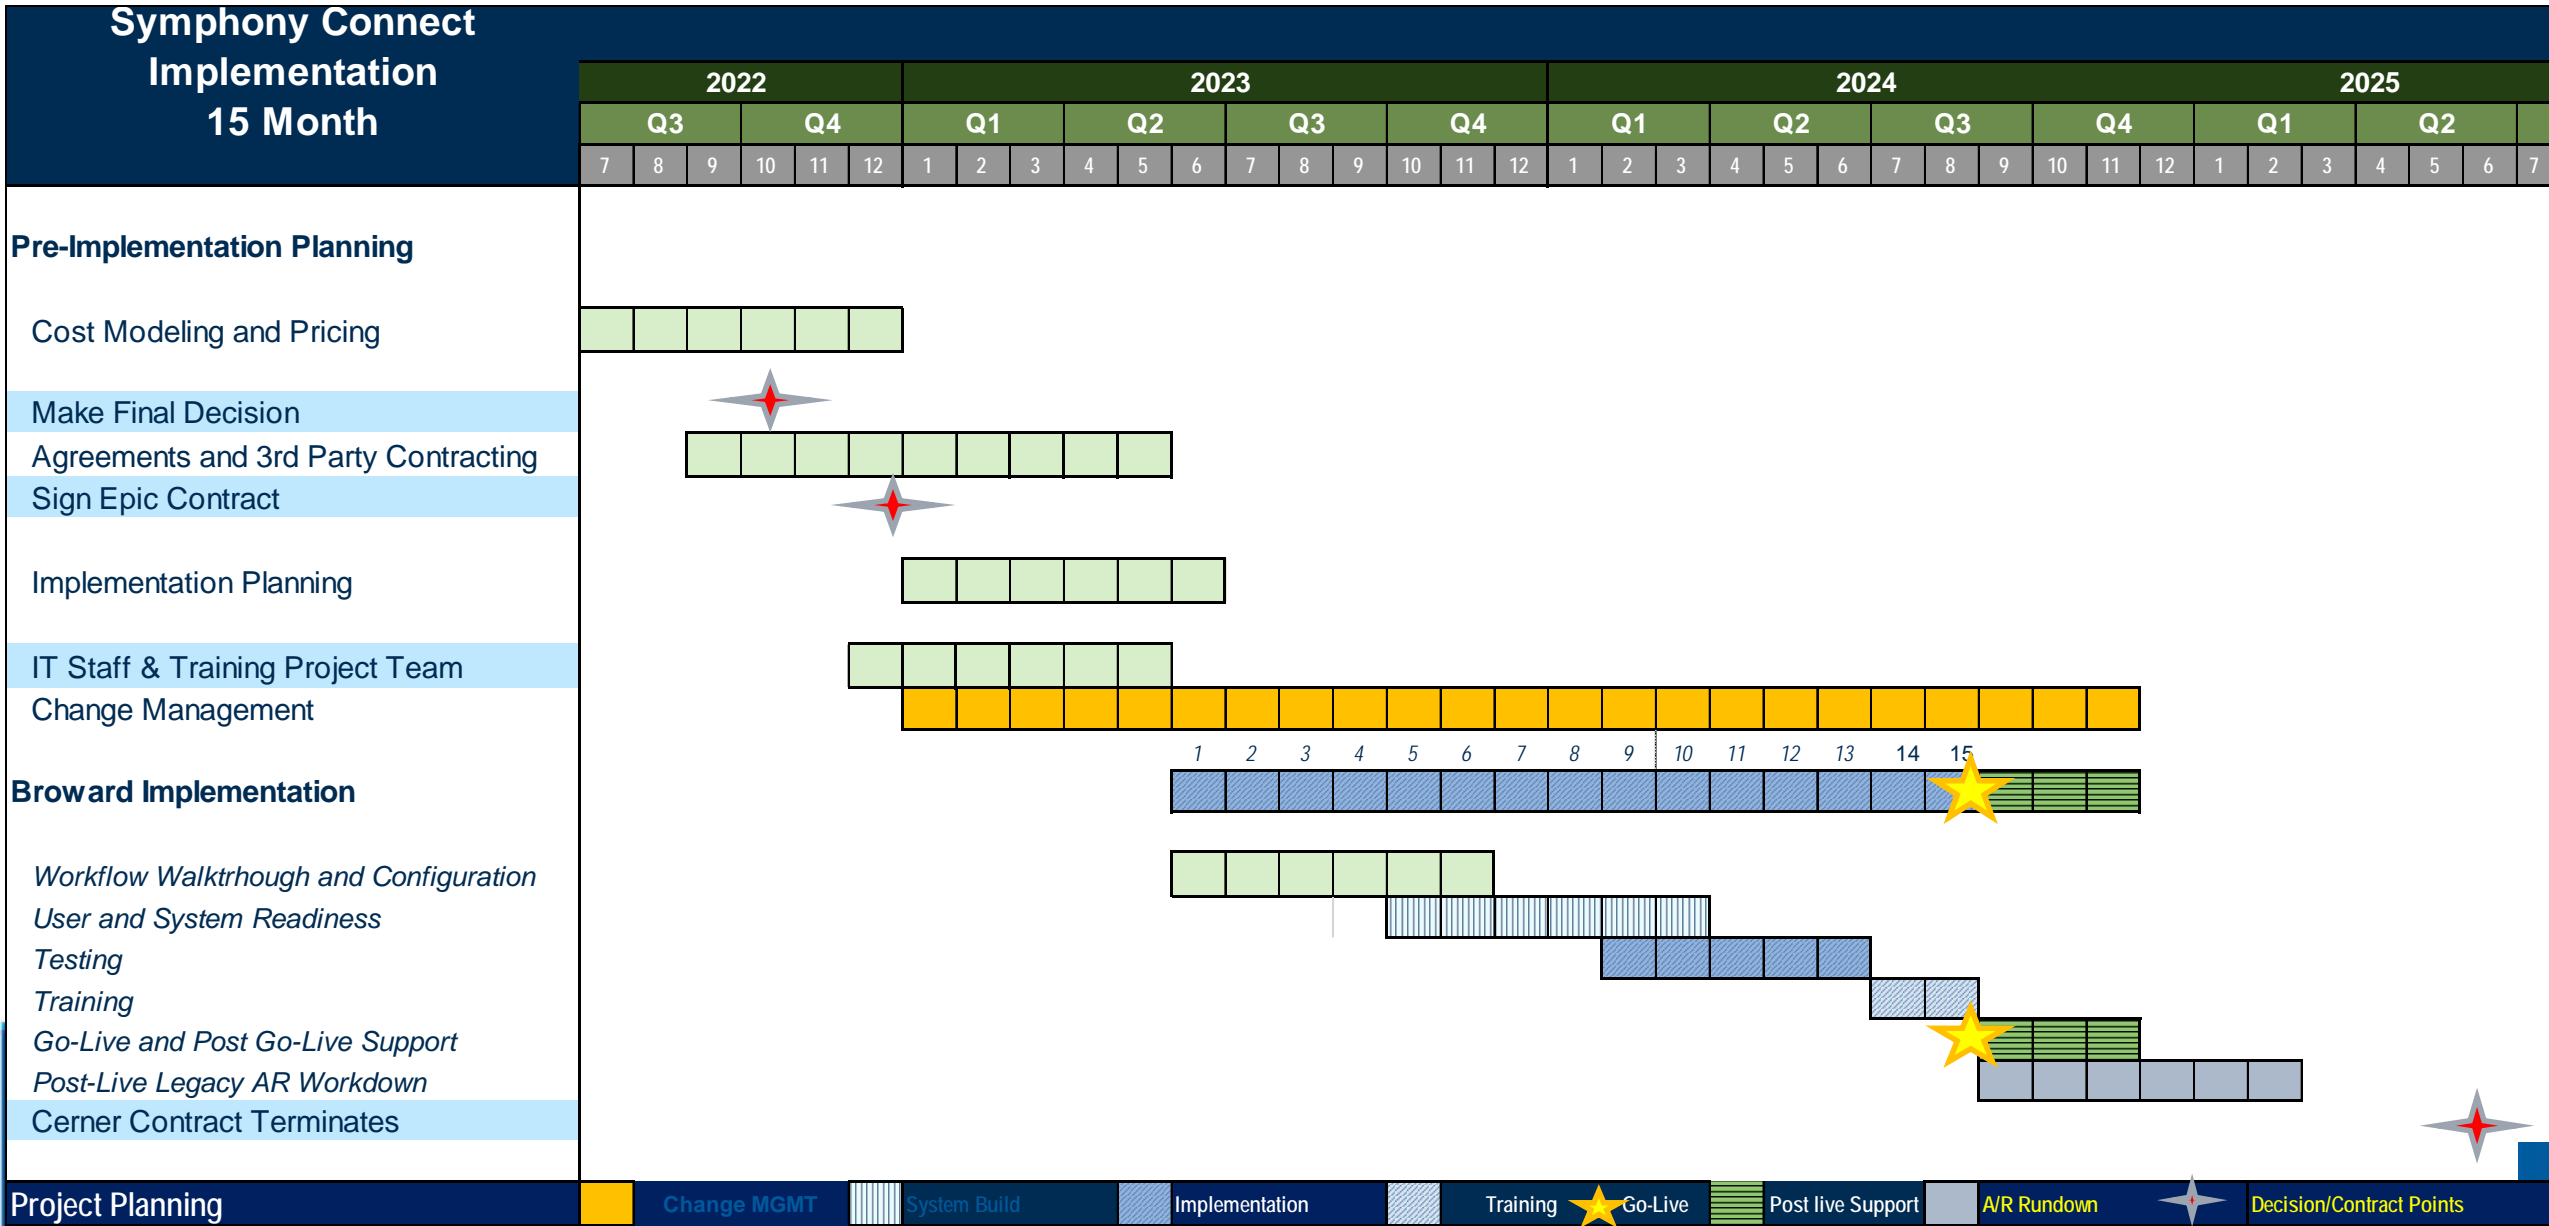 Symphony Connect
Implementation
15 Month
2022 2023 2024 2025
Q3 Q4 Q1 Q2 Q3 Q4 Q1 Q2 Q3 Q4 Q1 Q2
7 8 9 10 11 12 1 2 3 4 5 6 7 8 9 10 11 12 1 2 3 4 5 6 7 8 9 10 11 12 1 2 3 4 5 6 7
Pre-Implementation Planning
Cost Modeling and Pricing
Make Final Decision
Agreements and 3rd Party Contracting
Sign Epic Contract
Implementation Planning
IT Staff & Training Project Team
Change Management
1 2 3 4 5 6 7 8 9 10 11 12 13 14 15
Broward Implementation
Workflow Walktrhough and Configuration
User and System Readiness
Testing
Training
Go-Live and Post Go-Live Support
Post-Live Legacy AR Workdown
Cerner Contract Terminates
Project Planning Change MGMT System Build Implementation Training Go-Live Post live Support A/R Rundown Decision/Contract Points